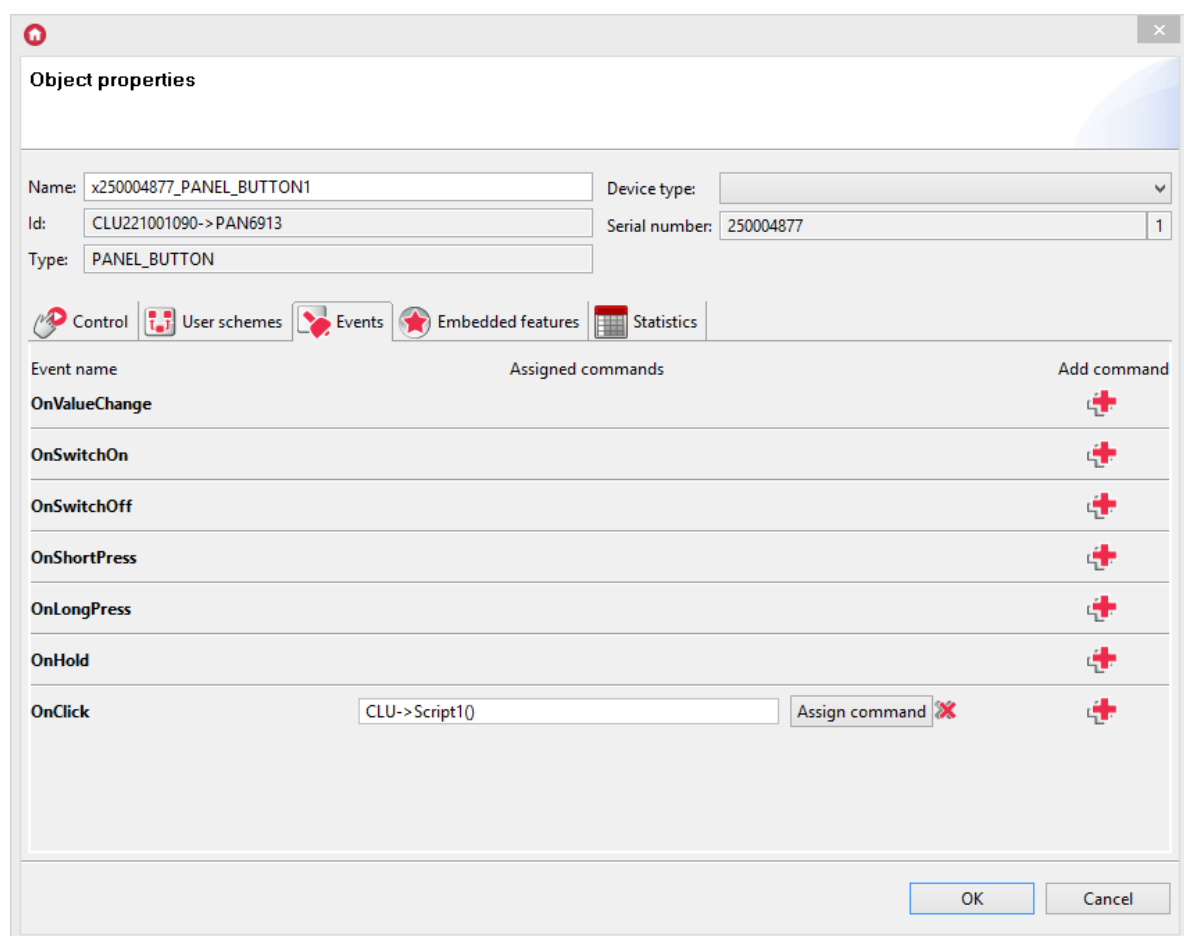 Object properties
Name: x250004877_PANEL_BUTTON1 Device type:
Id: CLU221001090->PAN6913 Serial number: 250004877 1
Type: PANEL_BUTTON
Control User schemes Events Embedded features Statistics
Event name Assigned commands Add command
OnValueChange
OnSwitchOn
OnSwitchOff
OnShortPress
OnLongPress
OnHold
OnClick CLU->Script1() Assign command
OK Cancel